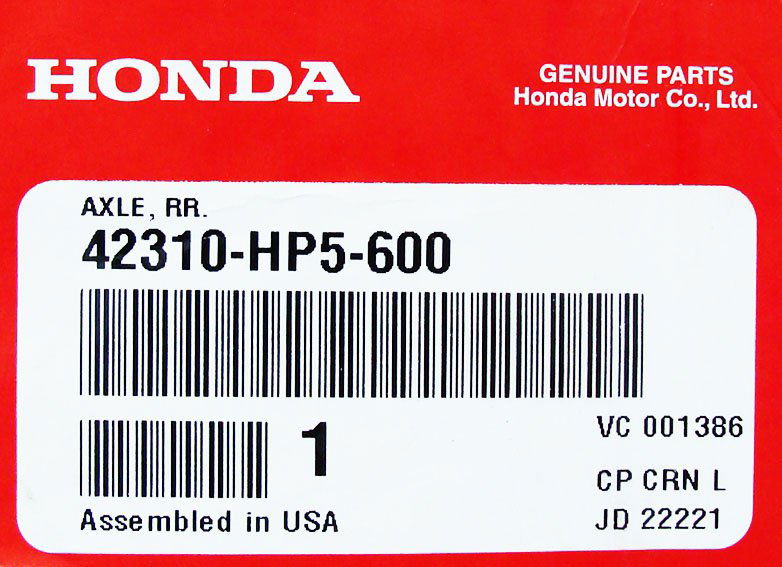 HONDA
GENUINE PARTS
Honda Motor Co., Ltd.
AXLE, RR.
42310-HP5-600
1
VC 001386
CP CRN L
Assembled in USA
JD 22221